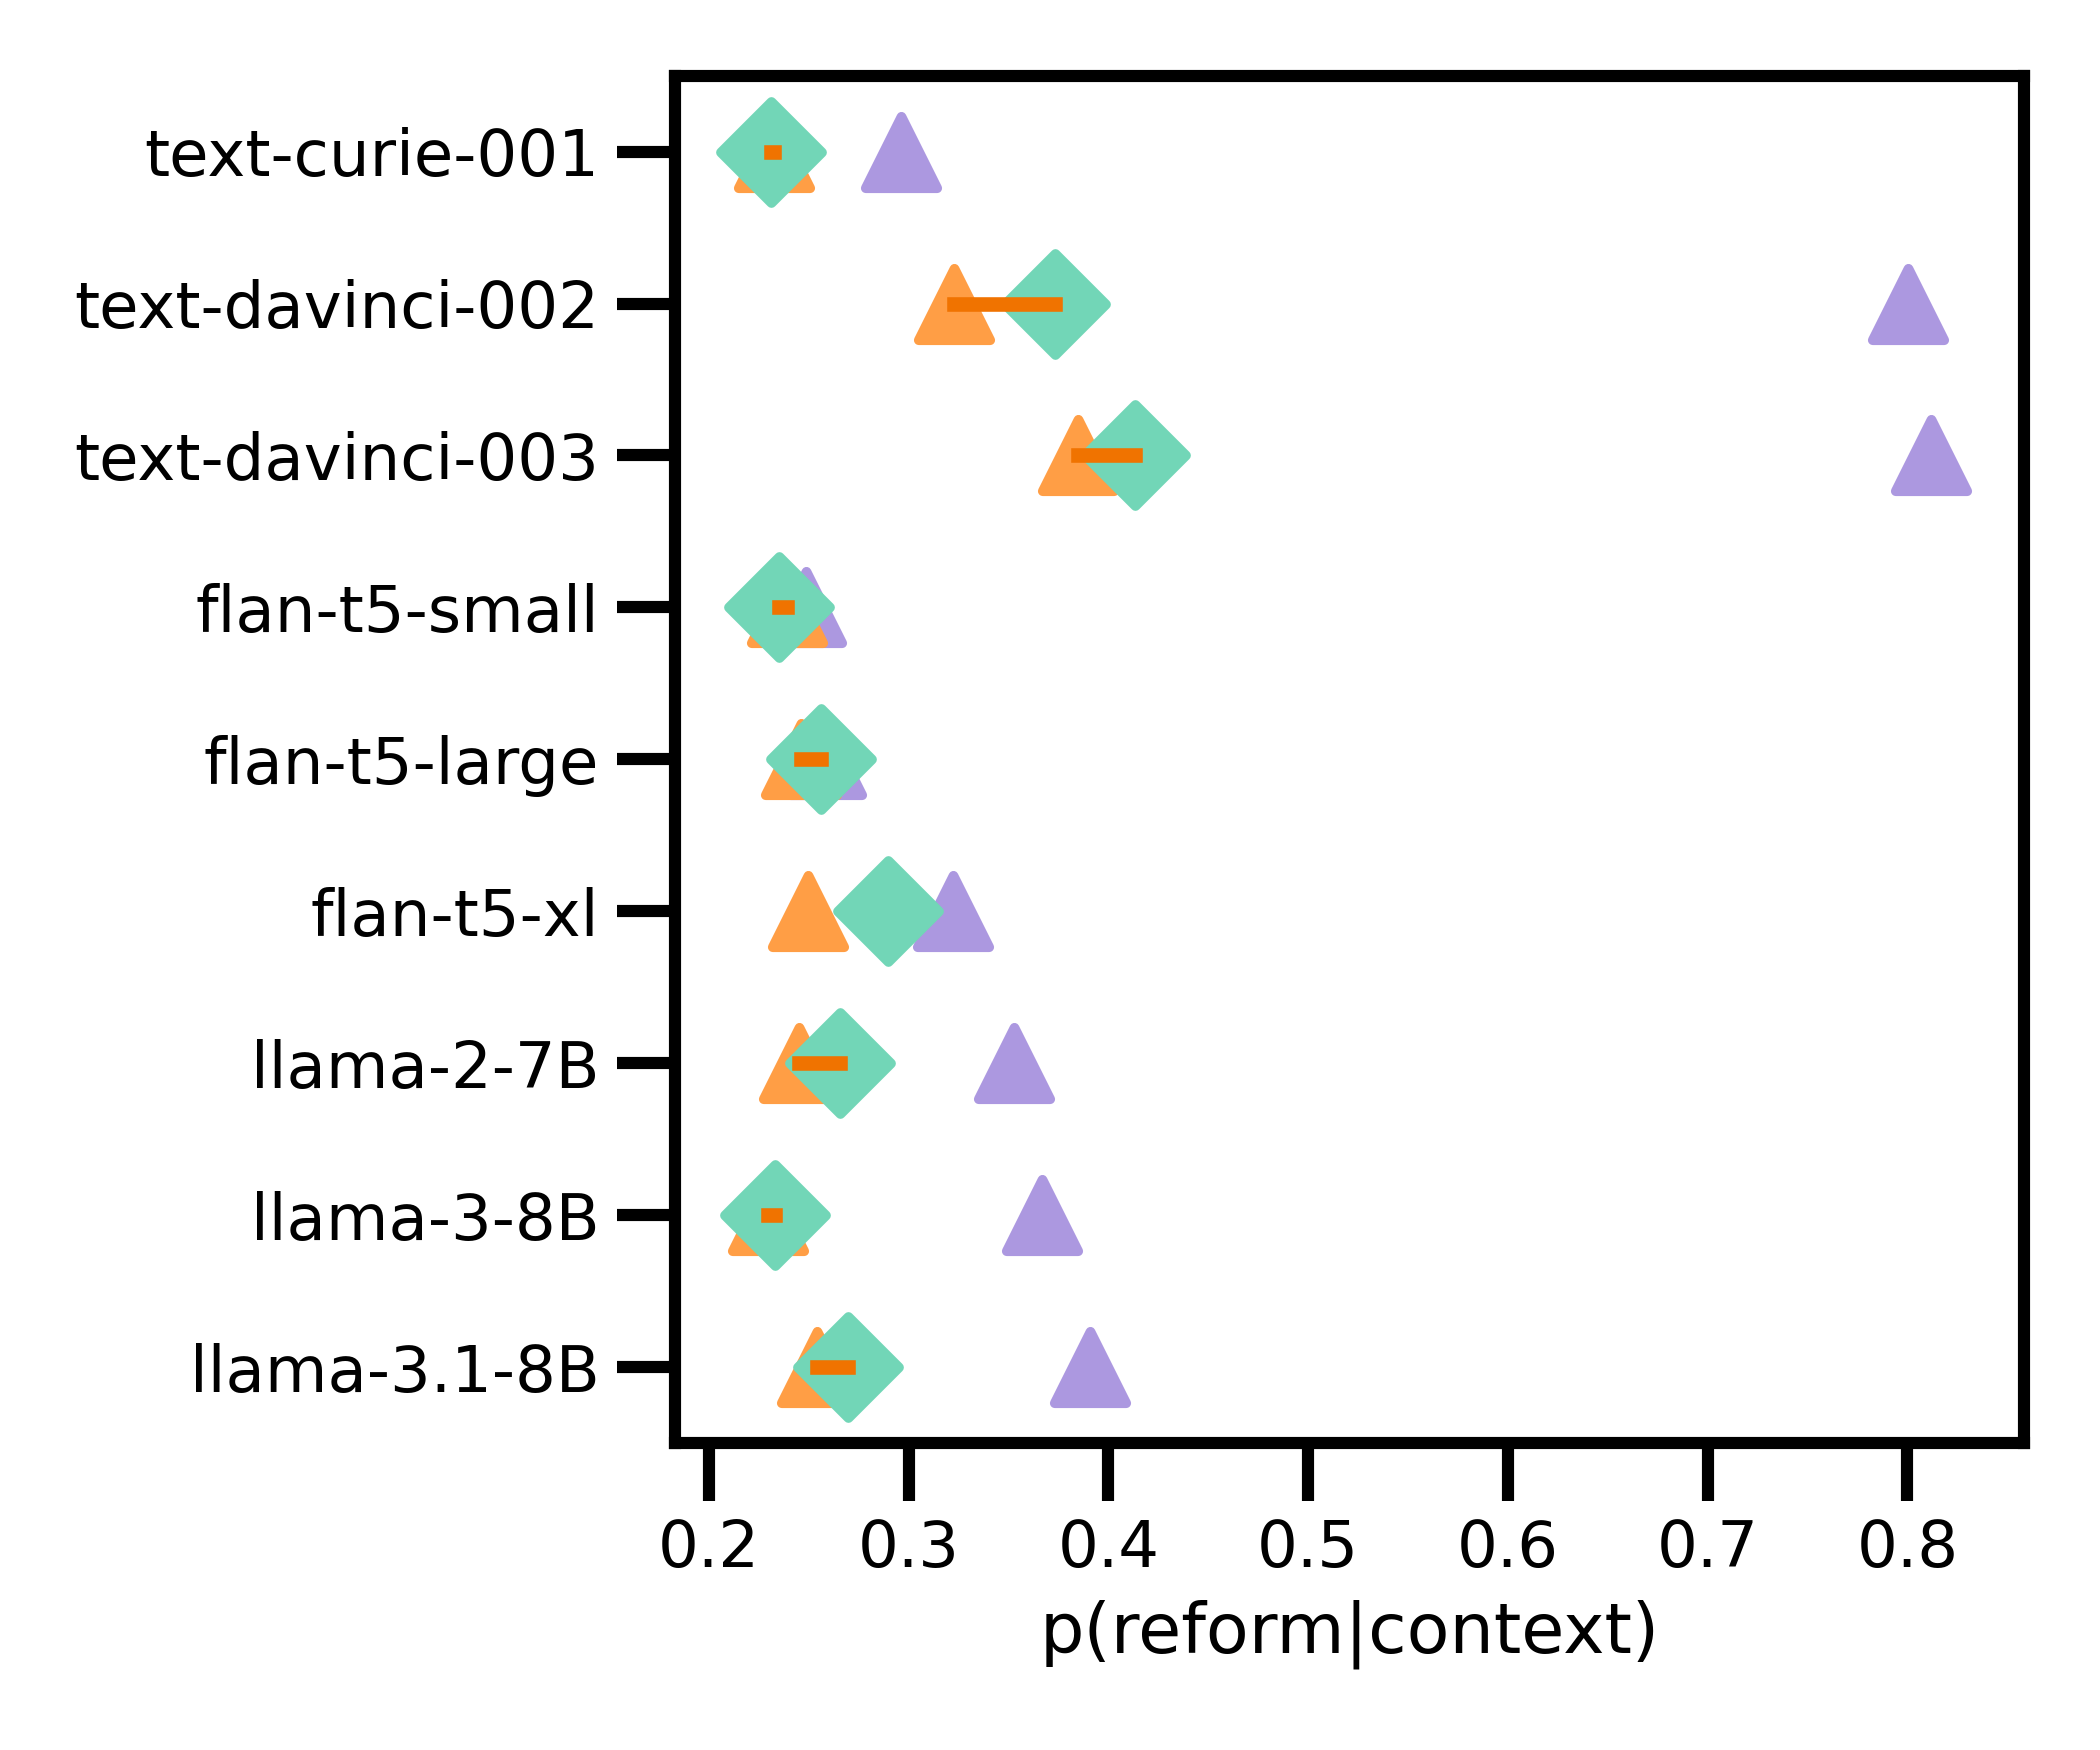 text-curie-001
text-davinci-002
text-davinci-003
flan-t5-small
flan-t5-large
flan-t5-xl
llama-2-7B
llama-3-8B
llama-3.1-8B
0.2 0.3 0.4 0.5 0.6 0.7 0.8
p(reform|context)